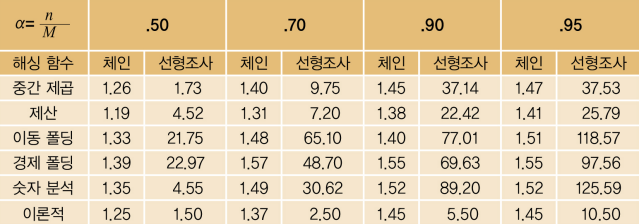 α= n/M .50 .70 .90 .95
해싱 함수 체인 선형조사 체인 선형조사 체인 선형조사 체인 선형조사
중간 제곱 1.26 1.73 1.40 9.75 1.45 37.14 1.47 37.53
제산 1.19 4.52 1.31 7.20 1.38 22.42 1.41 25.79
이동 폴딩 1.33 21.75 1.48 65.10 1.40 77.01 1.51 118.57
경제 폴딩 1.39 22.97 1.57 48.70 1.55 69.63 1.55 97.56
숫자 분석 1.35 4.55 1.49 30.62 1.52 89.20 1.52 125.59
이론적 1.25 1.50 1.37 2.50 1.45 5.50 1.45 10.50